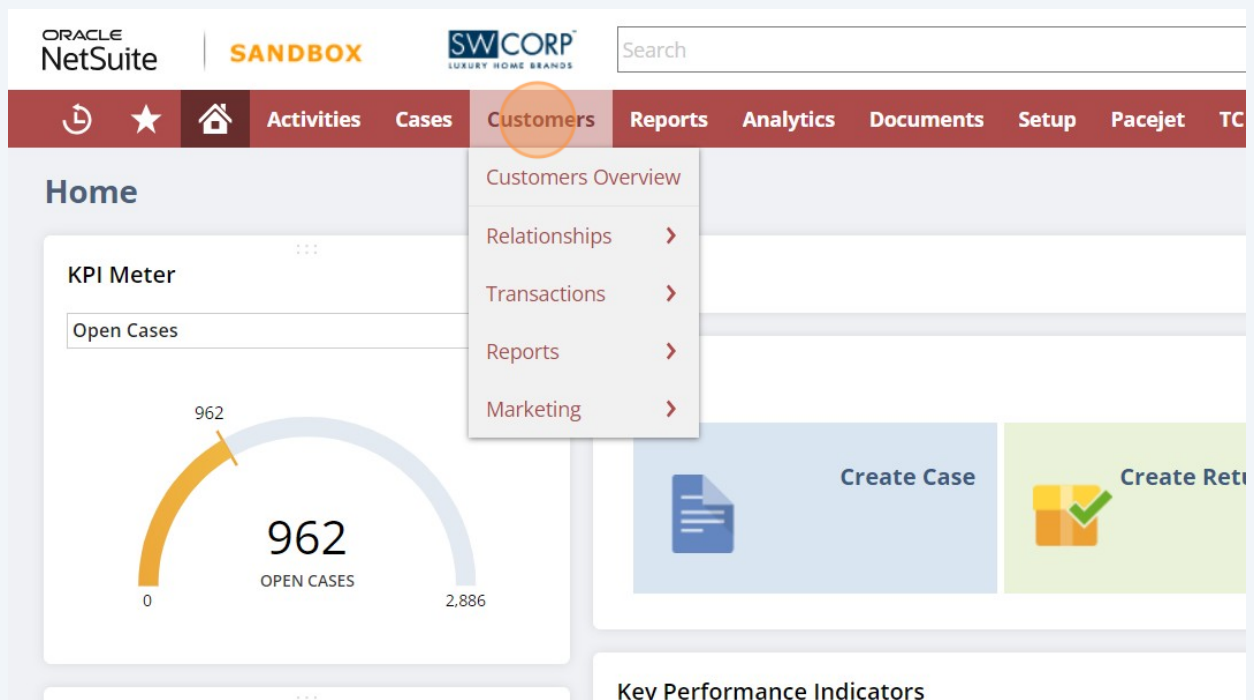 ORACLE
NetSuite
SANDBOX
SWCORP
LUXURY HOME BRANDS
Search
Activities Cases Customers Reports Analytics Documents Setup Pacejet TC
Customers Overview
Relationships
Transactions
Reports
Marketing
Home
KPI Meter
Open Cases
962
962
OPEN CASES
0
2,886
Create Case
Create Retu
Key Performance Indicators